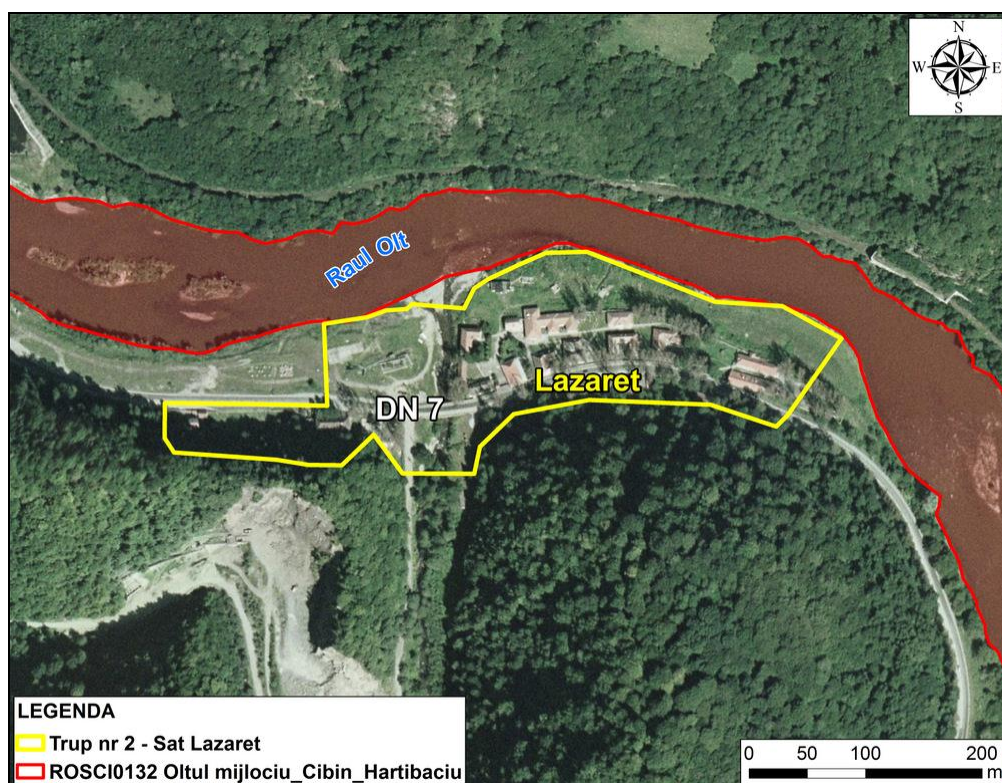 N
W E
S
Raul Olt
Lazaret
DN 7
LEGENDA
Trup nr 2 - Sat Lazaret
ROSCI0132 Oltul mijlociu_Cibin_Hartibaciu
0 50 100 200
m